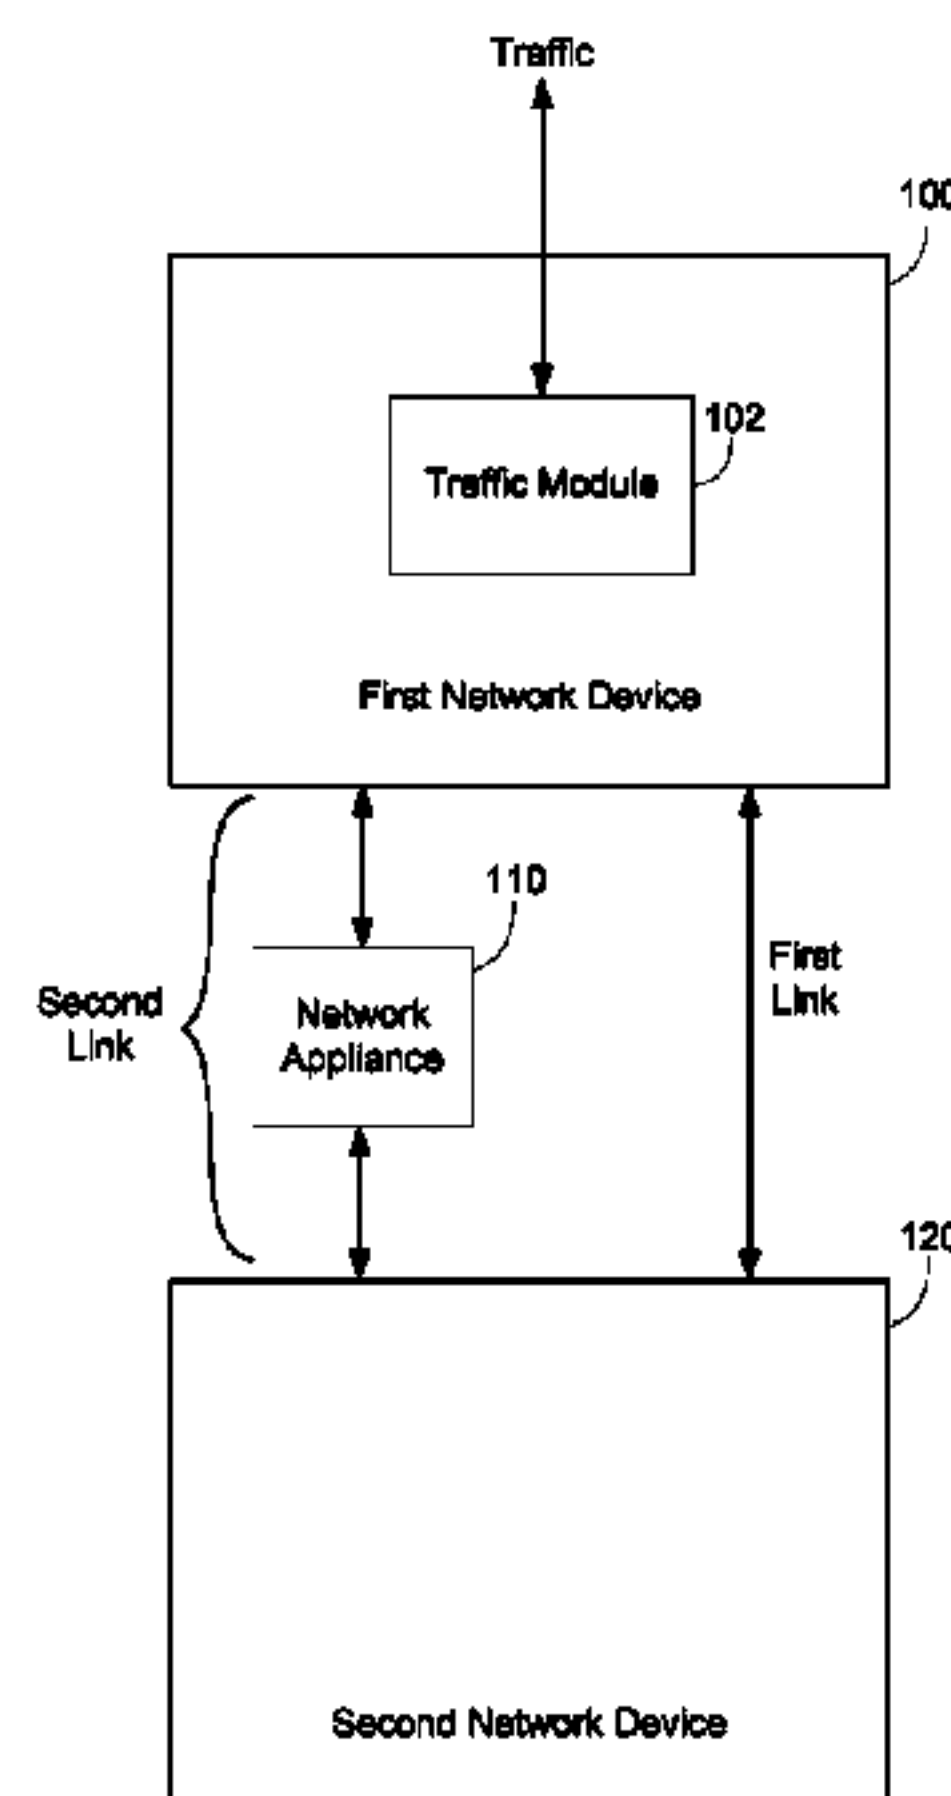 Traffic
100
102
Traffic Module
First Network Device
110
First
Link
Second
Link
Network
Appliance
120
Second Network Device